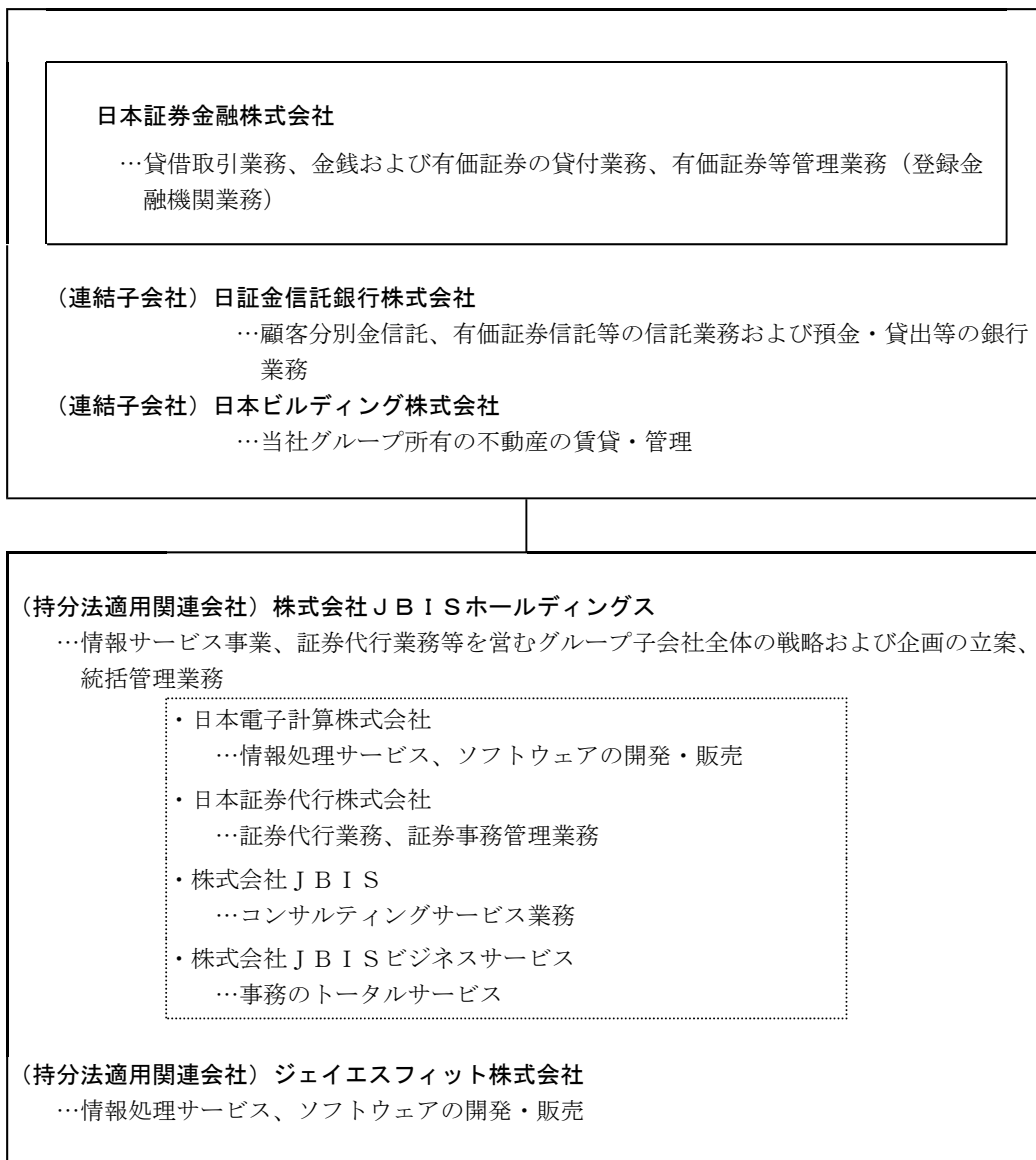 日本証券金融株式会社
…貸借取引業務、金銭および有価証券の貸付業務、有価証券等管理業務（登録金
融機関業務）
（連結子会社）日証金信託銀行株式会社
…顧客分別金信託、有価証券信託等の信託業務および預金・貸出等の銀行
業務
（連結子会社）日本ビルディング株式会社
…当社グループ所有の不動産の賃貸・管理
（持分法適用関連会社）株式会社ＪＢＩＳホールディングス
…情報サービス事業、証券代行業務等を営むグループ子会社全体の戦略および企画の立案、
統括管理業務
・日本電子計算株式会社
…情報処理サービス、ソフトウェアの開発・販売
・日本証券代行株式会社
…証券代行業務、証券事務管理業務
・株式会社ＪＢＩＳ
…コンサルティングサービス業務
・株式会社ＪＢＩＳビジネスサービス
…事務のトータルサービス
（持分法適用関連会社）ジェイエスフィット株式会社
…情報処理サービス、ソフトウェアの開発・販売